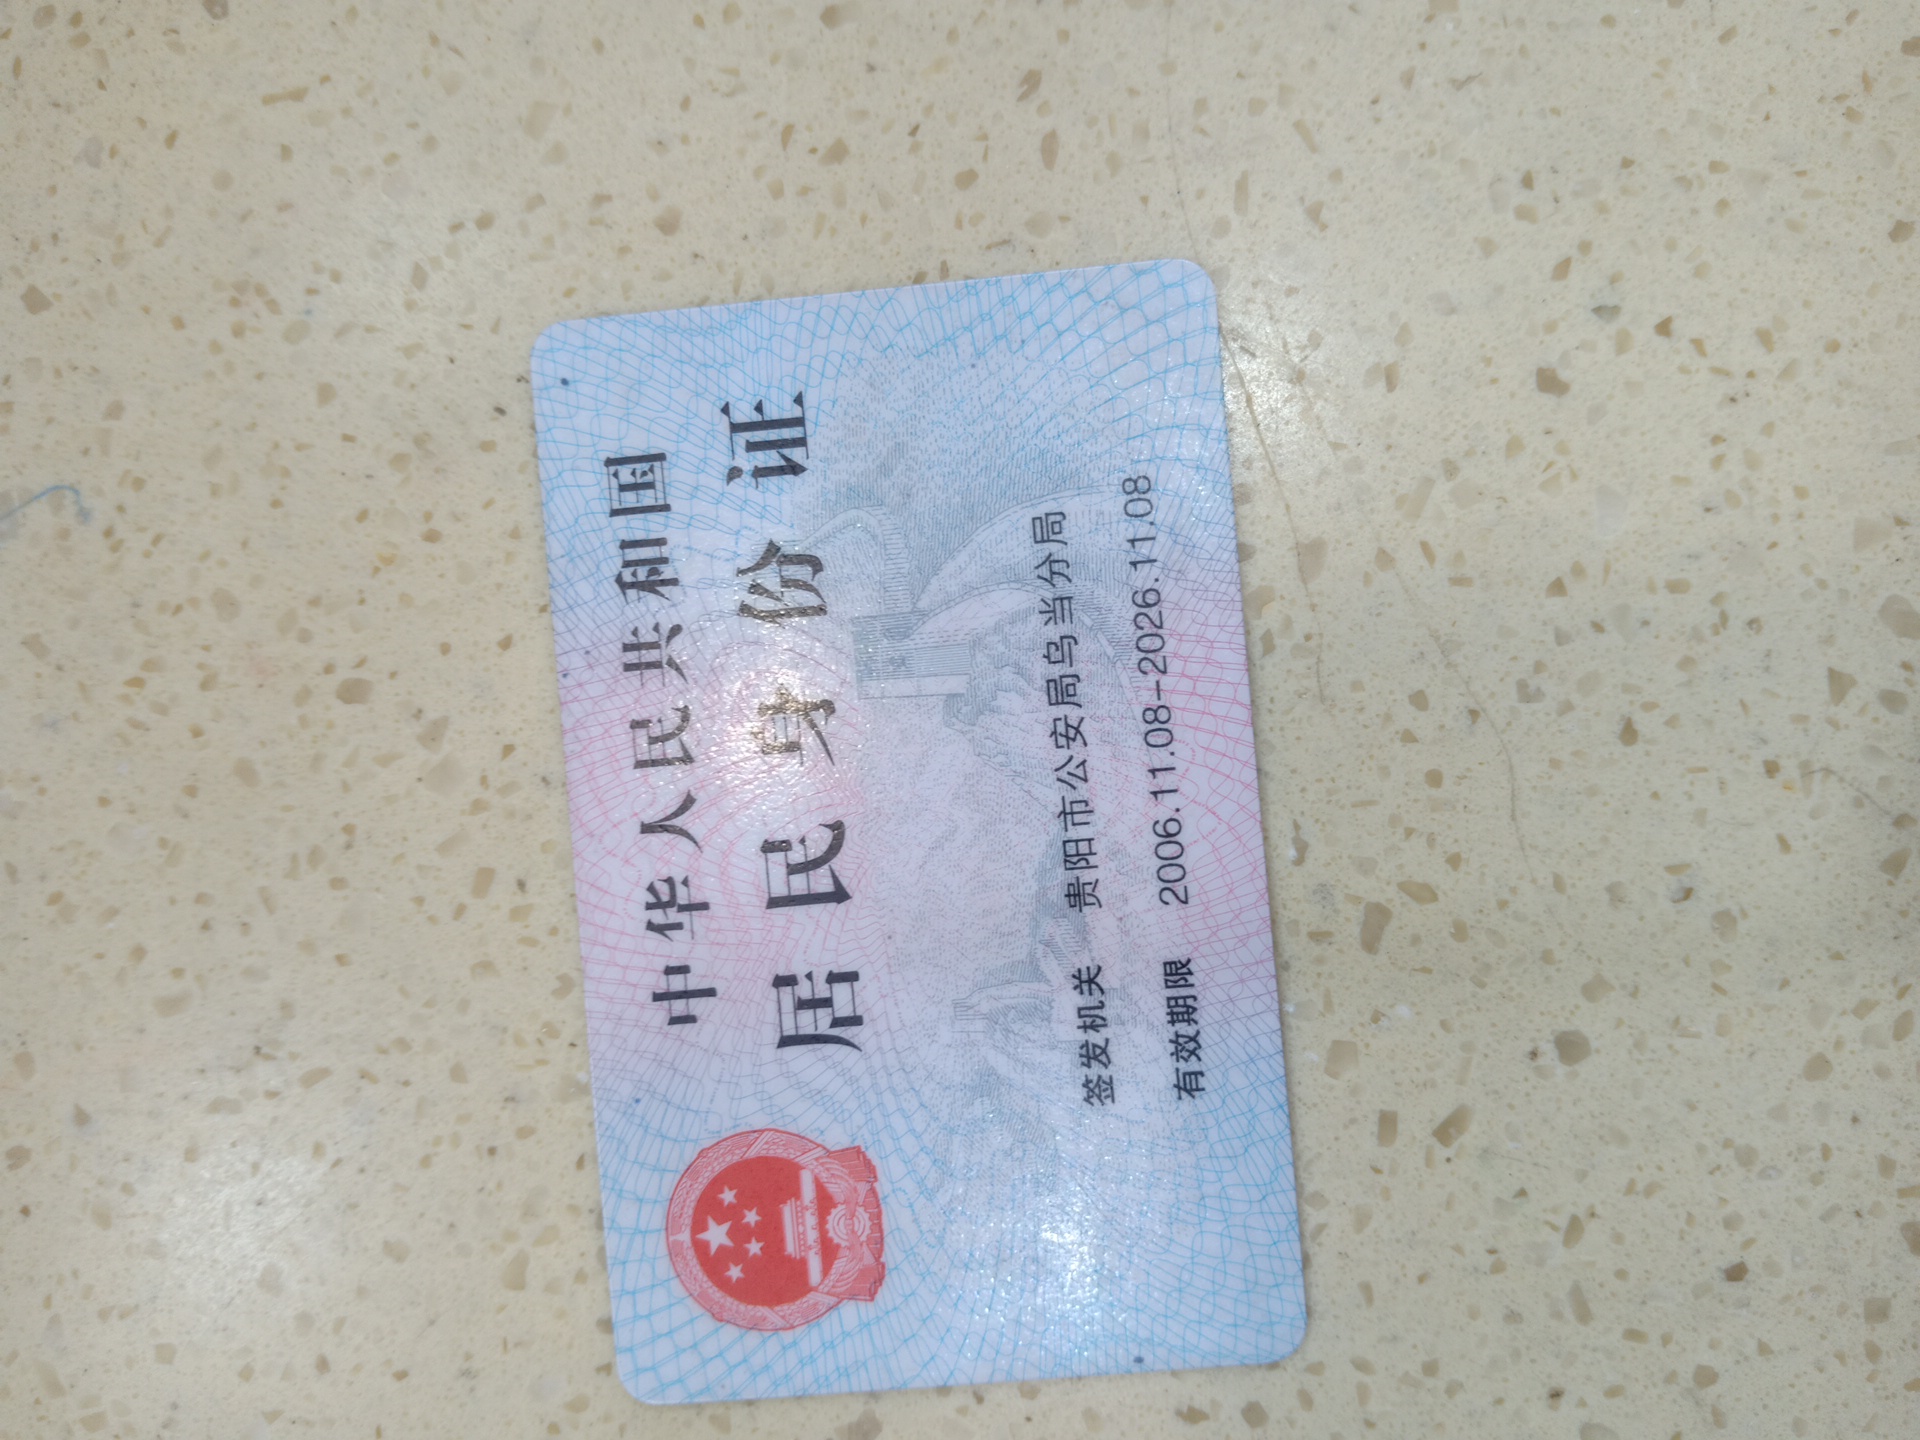 中华人民共和国
居民身份证
签发机关 贵阳市公安局乌当分局
有效期限 2006.11.08-2026.11.08